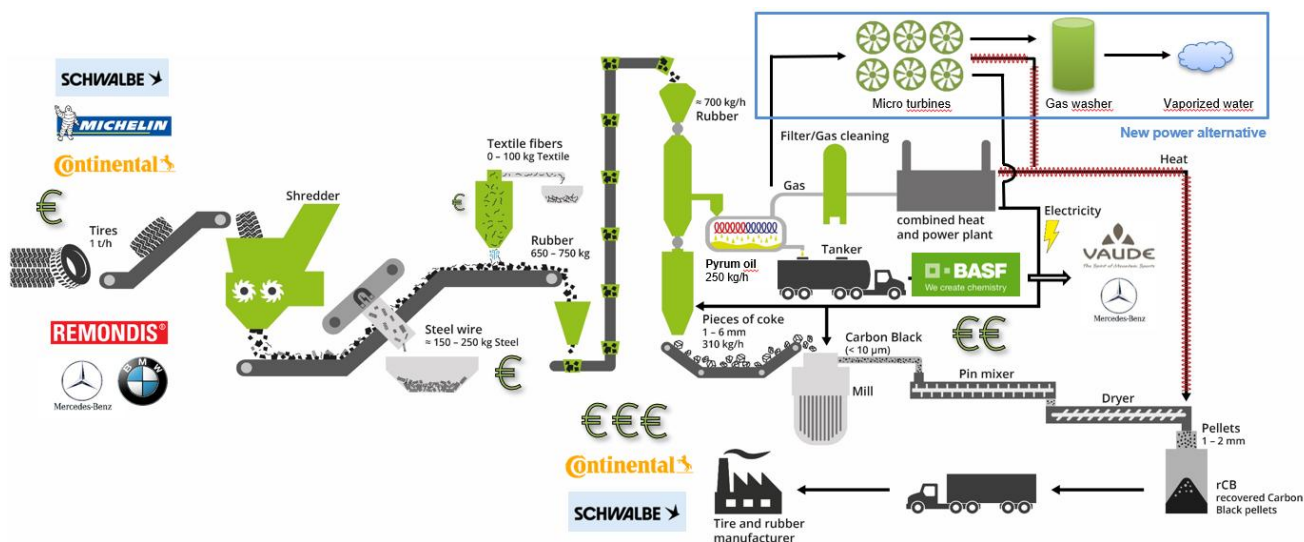 SCHWALBE
MICHELIN
Continental
€
Tires
1 t/h
REMONDIS®
Mercedes-Benz
BMW
Shredder
Textile fibers
0 – 100 kg Textile
€
Rubber
650 – 750 kg
Steel wire
≈ 150 – 250 kg Steel
€
≈ 700 kg/h
Rubber
Micro turbines
Gas washer
Vaporized water
New power alternative
Filter/Gas cleaning
Gas
Heat
combined heat
and power plant
Electricity
Pyrum oil
250 kg/h
Tanker
BASF
We create chemistry
VAUDE
The Spirit of Mountain Sports
Mercedes-Benz
€€
Pieces of coke
1 – 6 mm
310 kg/h
Carbon Black
(< 10 µm)
Mill
Pin mixer
Dryer
Pellets
1 – 2 mm
rCB
recovered Carbon
Black pellets
€€€
Continental
SCHWALBE
Tire and rubber
manufacturer